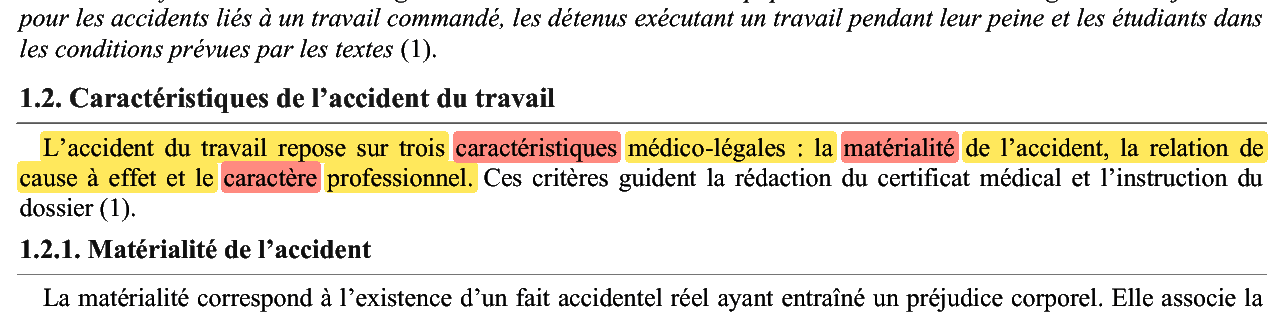 pour les accidents liés à un travail commandé, les détenus exécutant un travail pendant leur peine et les étudiants dans
les conditions prévues par les textes (1).
1.2. Caractéristiques de l’accident du travail
L’accident du travail repose sur trois caractéristiques médico-légales : la matérialité de l’accident, la relation de
cause à effet et le caractère professionnel. Ces critères guident la rédaction du certificat médical et l’instruction du
dossier (1).
1.2.1. Matérialité de l’accident
La matérialité correspond à l’existence d’un fait accidentel réel ayant entraîné un préjudice corporel. Elle associe la